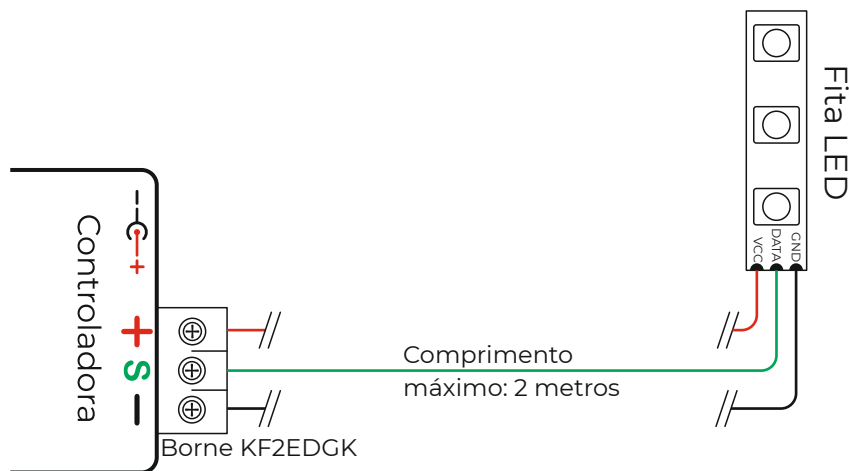 Fita LED
VCC
DATA
GND
Controladora
- +
+
S
-
Comprimento
máximo: 2 metros
Borne KF2EDGK